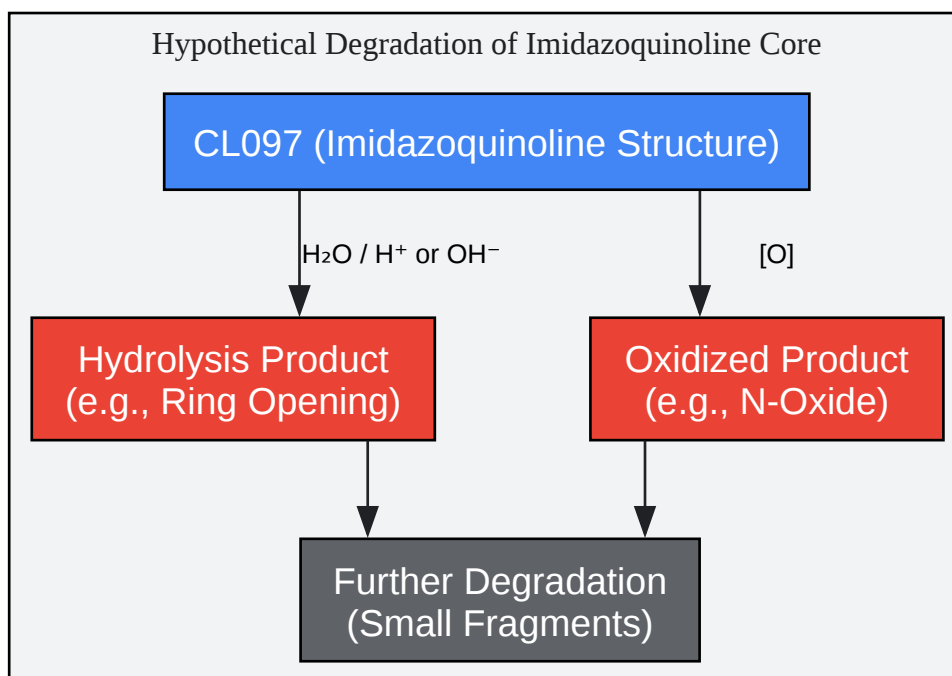 Hypothetical Degradation of Imidazoquinoline Core
CL097 (Imidazoquinoline Structure)
H₂O / H⁺ or OH⁻
[O]
Hydrolysis Product
(e.g., Ring Opening)
Oxidized Product
(e.g., N-Oxide)
Further Degradation
(Small Fragments)